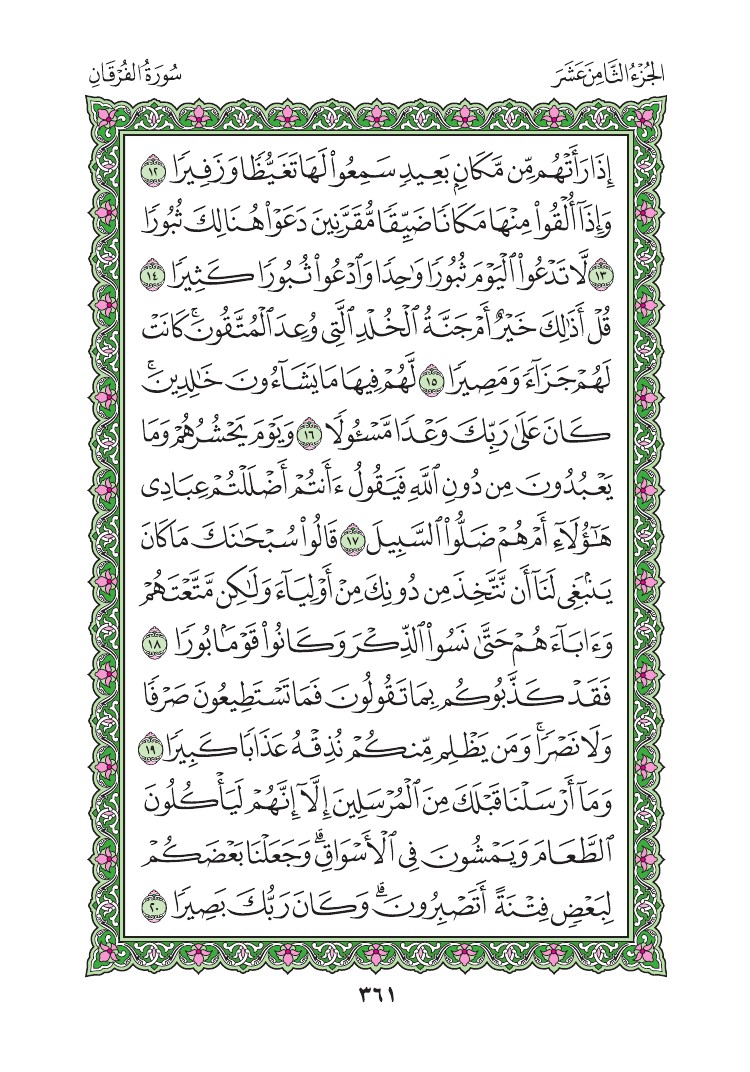 الجُزْءُ الثَّامِنَ عَشَرَ
سُورَةُ الفُرْقَانِ
إِذَا رَأَتْهُم مِّن مَّكَانِۭ بَعِيدٖ سَمِعُواْ لَهَا تَغَيُّظٗا وَزَفِيرٗا ١٢
وَإِذَآ أُلْقُواْ مِنْهَا مَكَانٗا ضَيِّقٗا مُّقَرَّنِينَ دَعَوْاْ هُنَالِكَ ثُبُورٗا
١٣ لَّا تَدْعُواْ ٱلْيَوْمَ ثُبُورٗا وَٰحِدٗا وَٱدْعُواْ ثُبُورٗا كَثِيرٗا ١٤
قُلْ أَذَٰلِكَ خَيْرٌ أَمْ جَنَّةُ ٱلْخُلْدِ ٱلَّتِي وُعِدَ ٱلْمُتَّقُونَۚ كَانَتْ
لَهُمْ جَزَآءٗ وَمَصِيرٗا ١٥ لَّهُمْ فِيهَا مَا يَشَآءُونَ خَٰلِدِينَۚ
كَانَ عَلَىٰ رَبِّكَ وَعْدٗا مَّسْـُٔولٗا ١٦ وَيَوْمَ يَحْشُرُهُمْ وَمَا
يَعْبُدُونَ مِن دُونِ ٱللَّهِ فَيَقُولُ ءَأَنتُمْ أَضْلَلْتُمْ عِبَادِي
هَٰٓؤُلَآءِ أَمْ هُمْ ضَلُّواْ ٱلسَّبِيلَ ١٧ قَالُواْ سُبْحَٰنَكَ مَا كَانَ
يَنۢبَغِي لَنَآ أَن نَّتَّخِذَ مِن دُونِكَ مِنْ أَوْلِيَآءَ وَلَٰكِن مَّتَّعْتَهُمْ
وَءَابَآءَهُمْ حَتَّىٰ نَسُواْ ٱلذِّكْرَ وَكَانُواْ قَوْمَۢا بُورٗا ١٨
فَقَدْ كَذَّبُوكُم بِمَا تَقُولُونَ فَمَا تَسْتَطِيعُونَ صَرْفٗا
وَلَا نَصْرٗاۚ وَمَن يَظْلِم مِّنكُمْ نُذِقْهُ عَذَابٗا كَبِيرٗا ١٩
وَمَآ أَرْسَلْنَا قَبْلَكَ مِنَ ٱلْمُرْسَلِينَ إِلَّآ إِنَّهُمْ لَيَأْكُلُونَ
ٱلطَّعَامَ وَيَمْشُونَ فِي ٱلْأَسْوَاقِۗ وَجَعَلْنَا بَعْضَكُمْ
لِبَعْضٖ فِتْنَةً أَتَصْبِرُونَۗ وَكَانَ رَبُّكَ بَصِيرٗا ٢٠
٣٦١